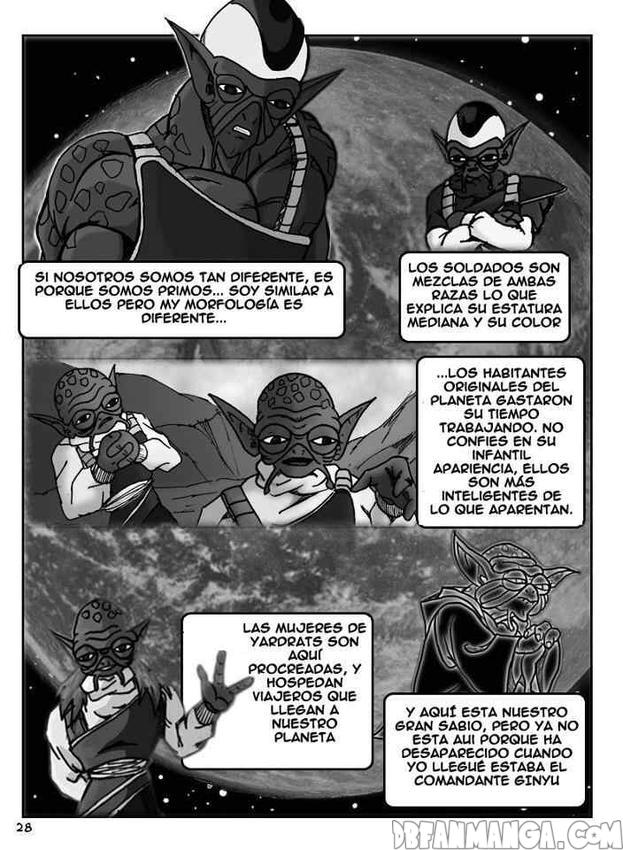 SI NOSOTROS SOMOS TAN DIFERENTE, ES
PORQUE SOMOS PRIMOS... SOY SIMILAR A
ELLOS PERO MY MORFOLOGÍA ES
DIFERENTE...
LOS SOLDADOS SON
MEZCLAS DE AMBAS
RAZAS LO QUE
EXPLICA SU ESTATURA
MEDIANA Y SU COLOR
...LOS HABITANTES
ORIGINALES DEL
PLANETA GASTARON
SU TIEMPO
TRABAJANDO. NO
CONFIES EN SU
INFANTIL
APARIENCIA, ELLOS
SON MÁS
INTELIGENTES DE
LO QUE APARENTAN.
LAS MUJERES DE
YARDRATS SON
AQUÍ
PROCREADAS, Y
HOSPEDAN
VIAJEROS QUE
LLEGAN A
NUESTRO
PLANETA
Y AQUÍ ESTA NUESTRO
GRAN SABIO, PERO YA NO
ESTA AUI PORQUE HA
DESAPARECIDO CUANDO
YO LLEGUÉ ESTABA EL
COMANDANTE GINYU
28
DBFANMANGA.COM